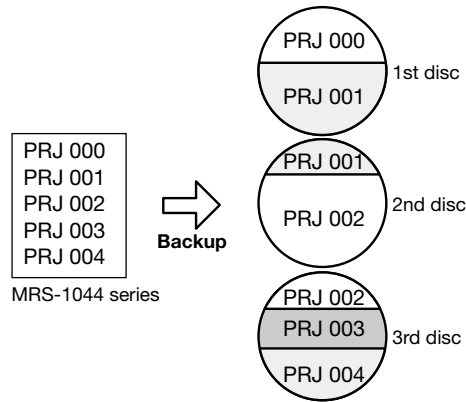 PRJ 000
PRJ 001
PRJ 002
PRJ 003
PRJ 004
MRS-1044 series
Backup
PRJ 000
PRJ 001
1st disc
PRJ 001
PRJ 002
2nd disc
PRJ 002
PRJ 003
PRJ 004
3rd disc